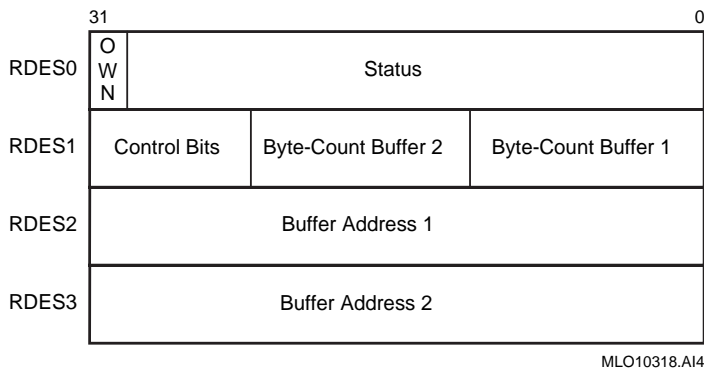 31 0
RDES0
O
W
N
Status
RDES1
Control Bits
Byte-Count Buffer 2
Byte-Count Buffer 1
RDES2
Buffer Address 1
RDES3
Buffer Address 2
MLO10318.AI4